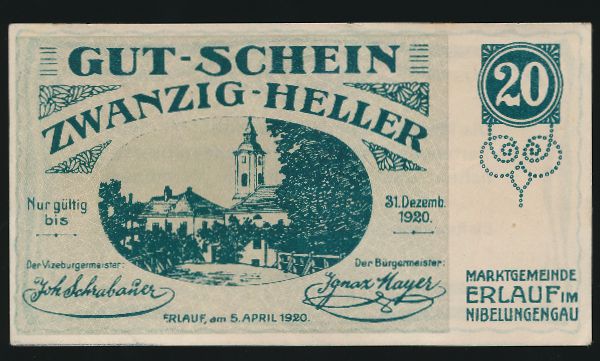 GUT-SCHEIN
ZWANZIG-HELLER
20
Nur gültig
bis
31. Dezemb.
1920.
Der Vizebürgermeister:
Joh Schrabauer
Der Bürgermeister:
Ignaz Mayer
ERLAUF, am 5. APRIL 1920.
MARKTGEMEINDE
ERLAUF IM
NIBELUNGENGAU